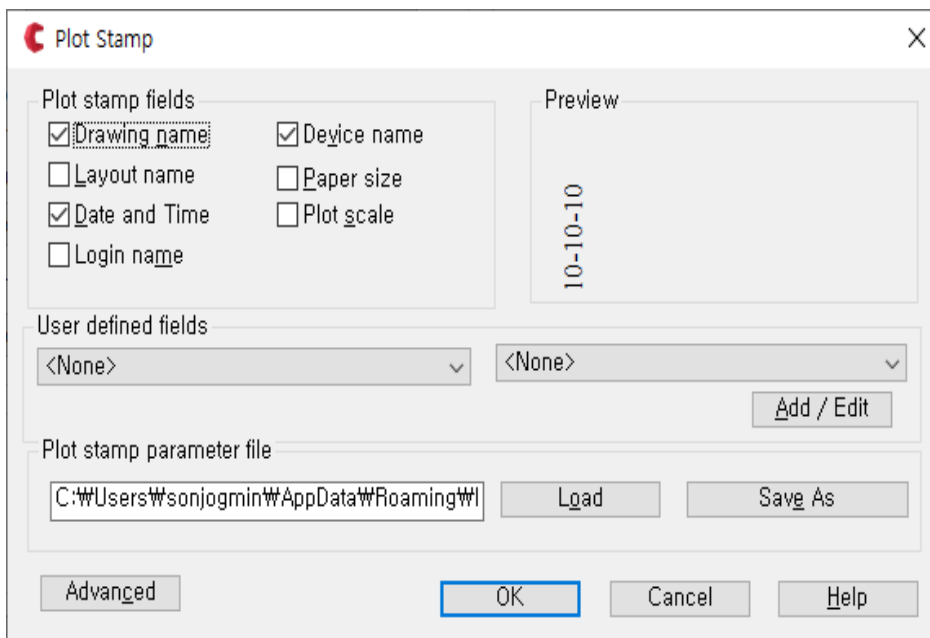 Plot Stamp
Plot stamp fields
Drawing name
Device name
Layout name
Paper size
Date and Time
Plot scale
Login name
Preview
10-10-10
User defined fields
<None>
<None>
Add / Edit
Plot stamp parameter file
C:₩Users₩sonjogmin₩AppData₩Roaming₩I
Load
Save As
Advanced
OK
Cancel
Help